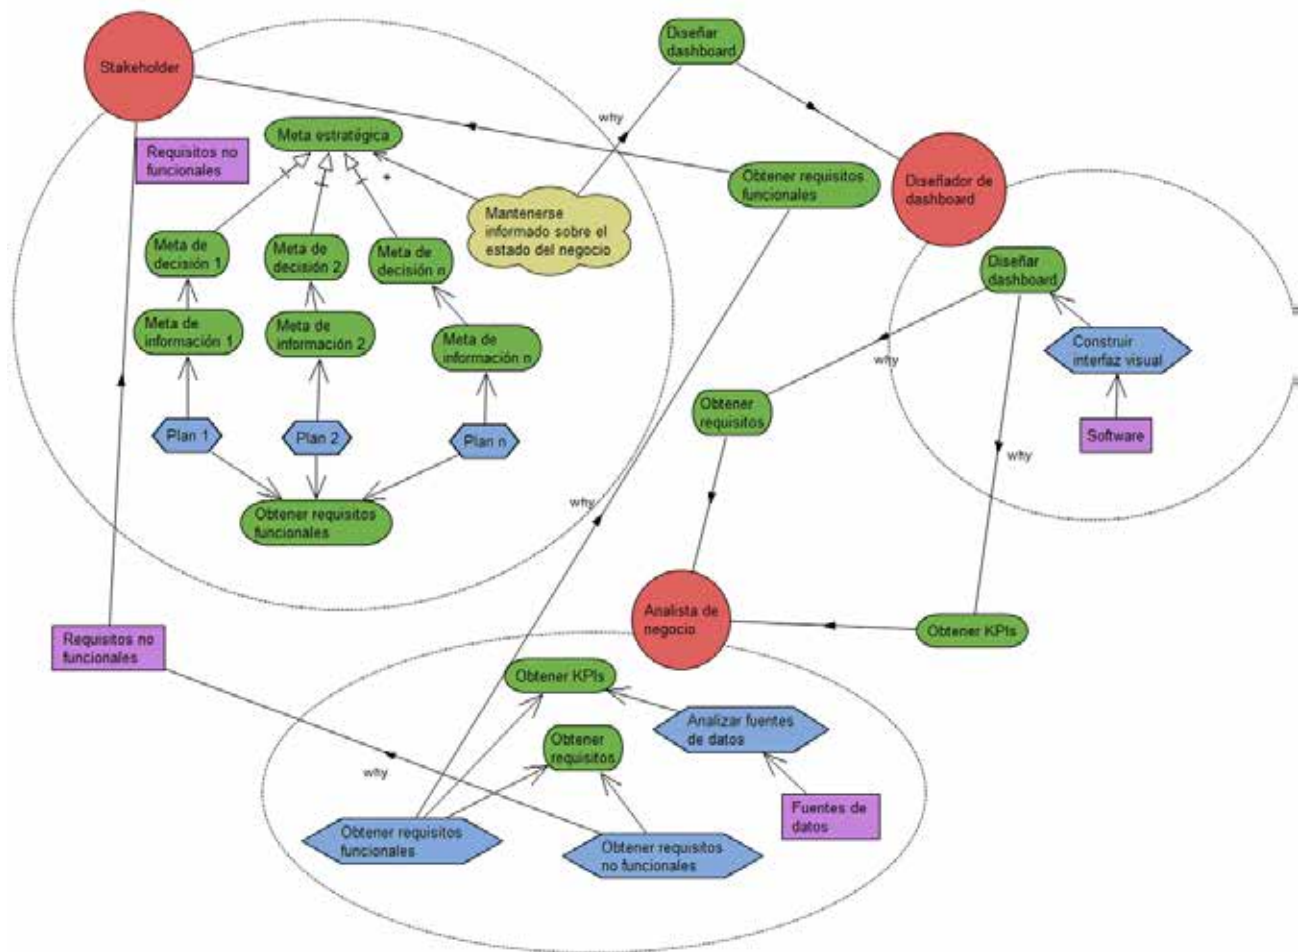 Stakeholder
Diseñar
dashboard
why
Meta estratégica
Requisitos no
funcionales
+
Obtener requisitos
funcionales
Diseñador de
dashboard
Mantenerse
informado sobre el
estado del negocio
Meta de
decisión 1
Meta de
decisión 2
Meta de
decisión n
Diseñar
dashboard
Meta de
información 1
Meta de
información 2
Meta de
información n
Construir
interfaz visual
why
Obtener
requisitos
Plan 1
Plan 2
Plan n
Software
why
Obtener requisitos
funcionales
why
Analista de
negocio
Obtener KPIs
Requisitos no
funcionales
Obtener KPIs
Analizar fuentes
de datos
Obtener
requisitos
why
Fuentes de
datos
Obtener requisitos
funcionales
Obtener requisitos
no funcionales